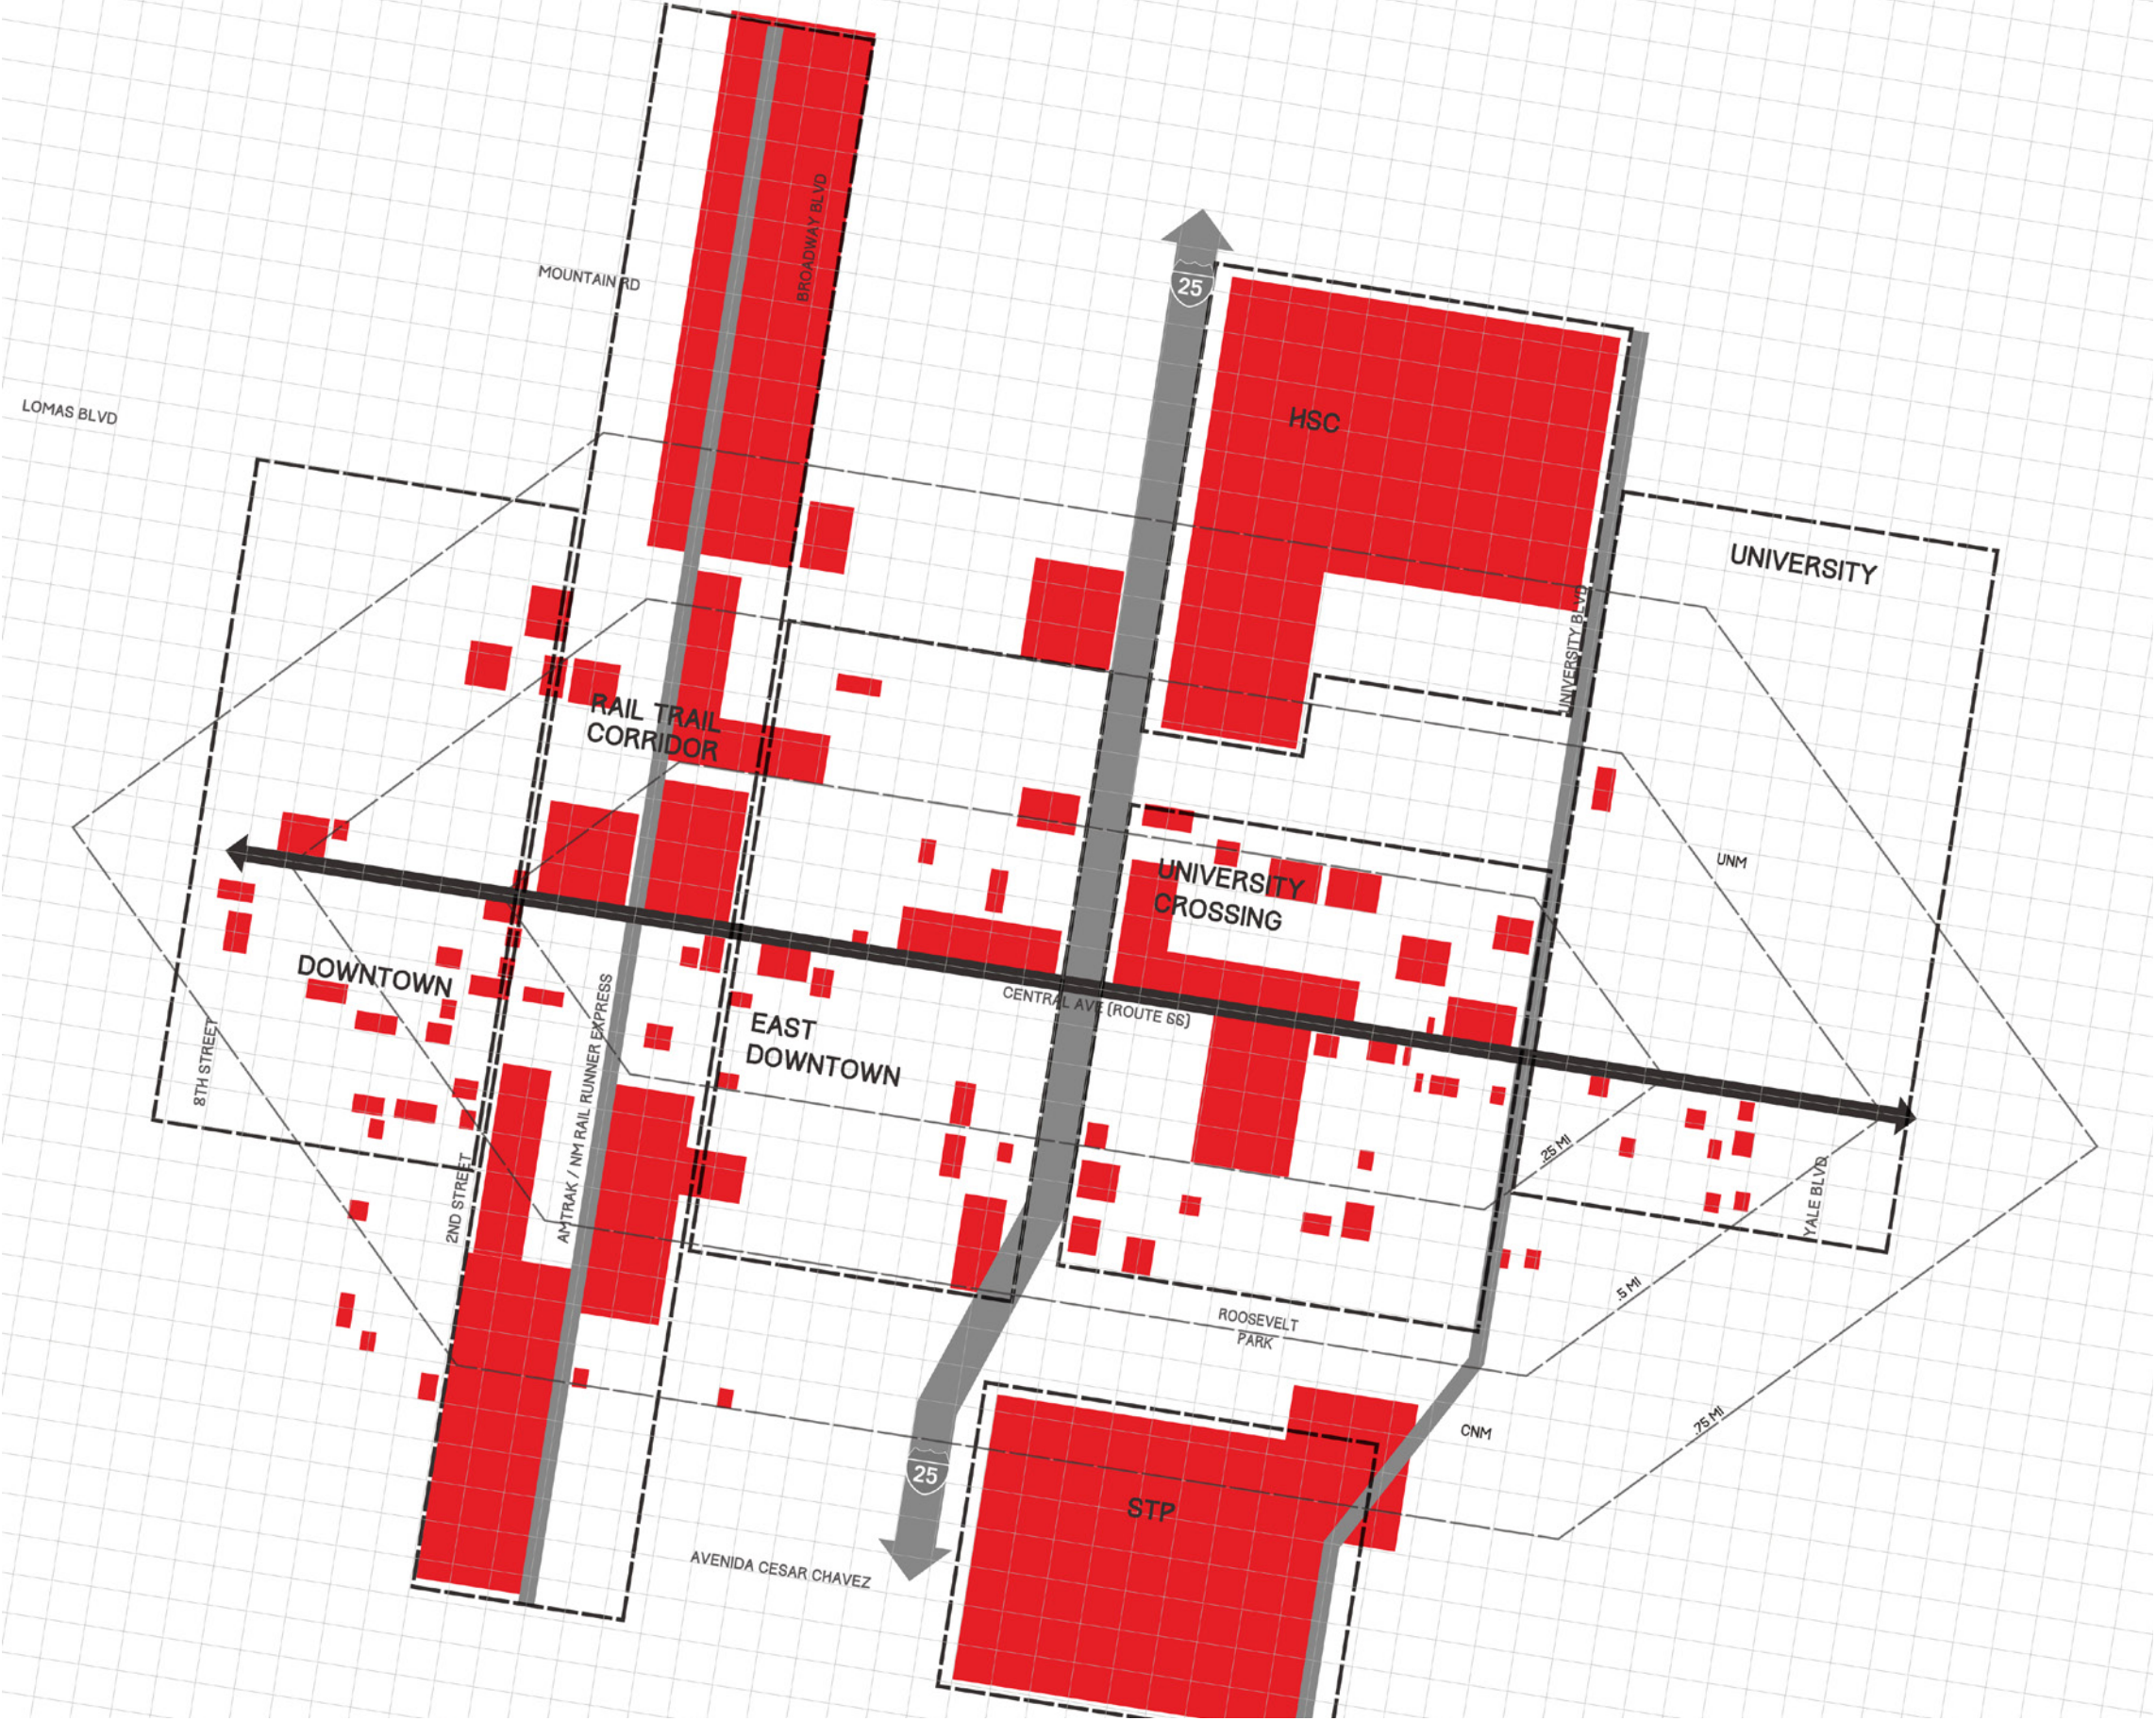 BROADWAY BLVD
MOUNTAIN RD
25
LOMAS BLVD
HSC
UNIVERSITY
UNIVERSITY BLVD
RAIL TRAIL
CORRIDOR
UNM
UNIVERSITY
CROSSING
DOWNTOWN
CENTRAL AVE (ROUTE 66)
EAST
DOWNTOWN
8TH STREET
AMTRAK / NM RAIL RUNNER EXPRESS
2ND STREET
.25 MI
YALE BLVD
.5 MI
ROOSEVELT
PARK
.75 MI
CNM
25
STP
AVENIDA CESAR CHAVEZ